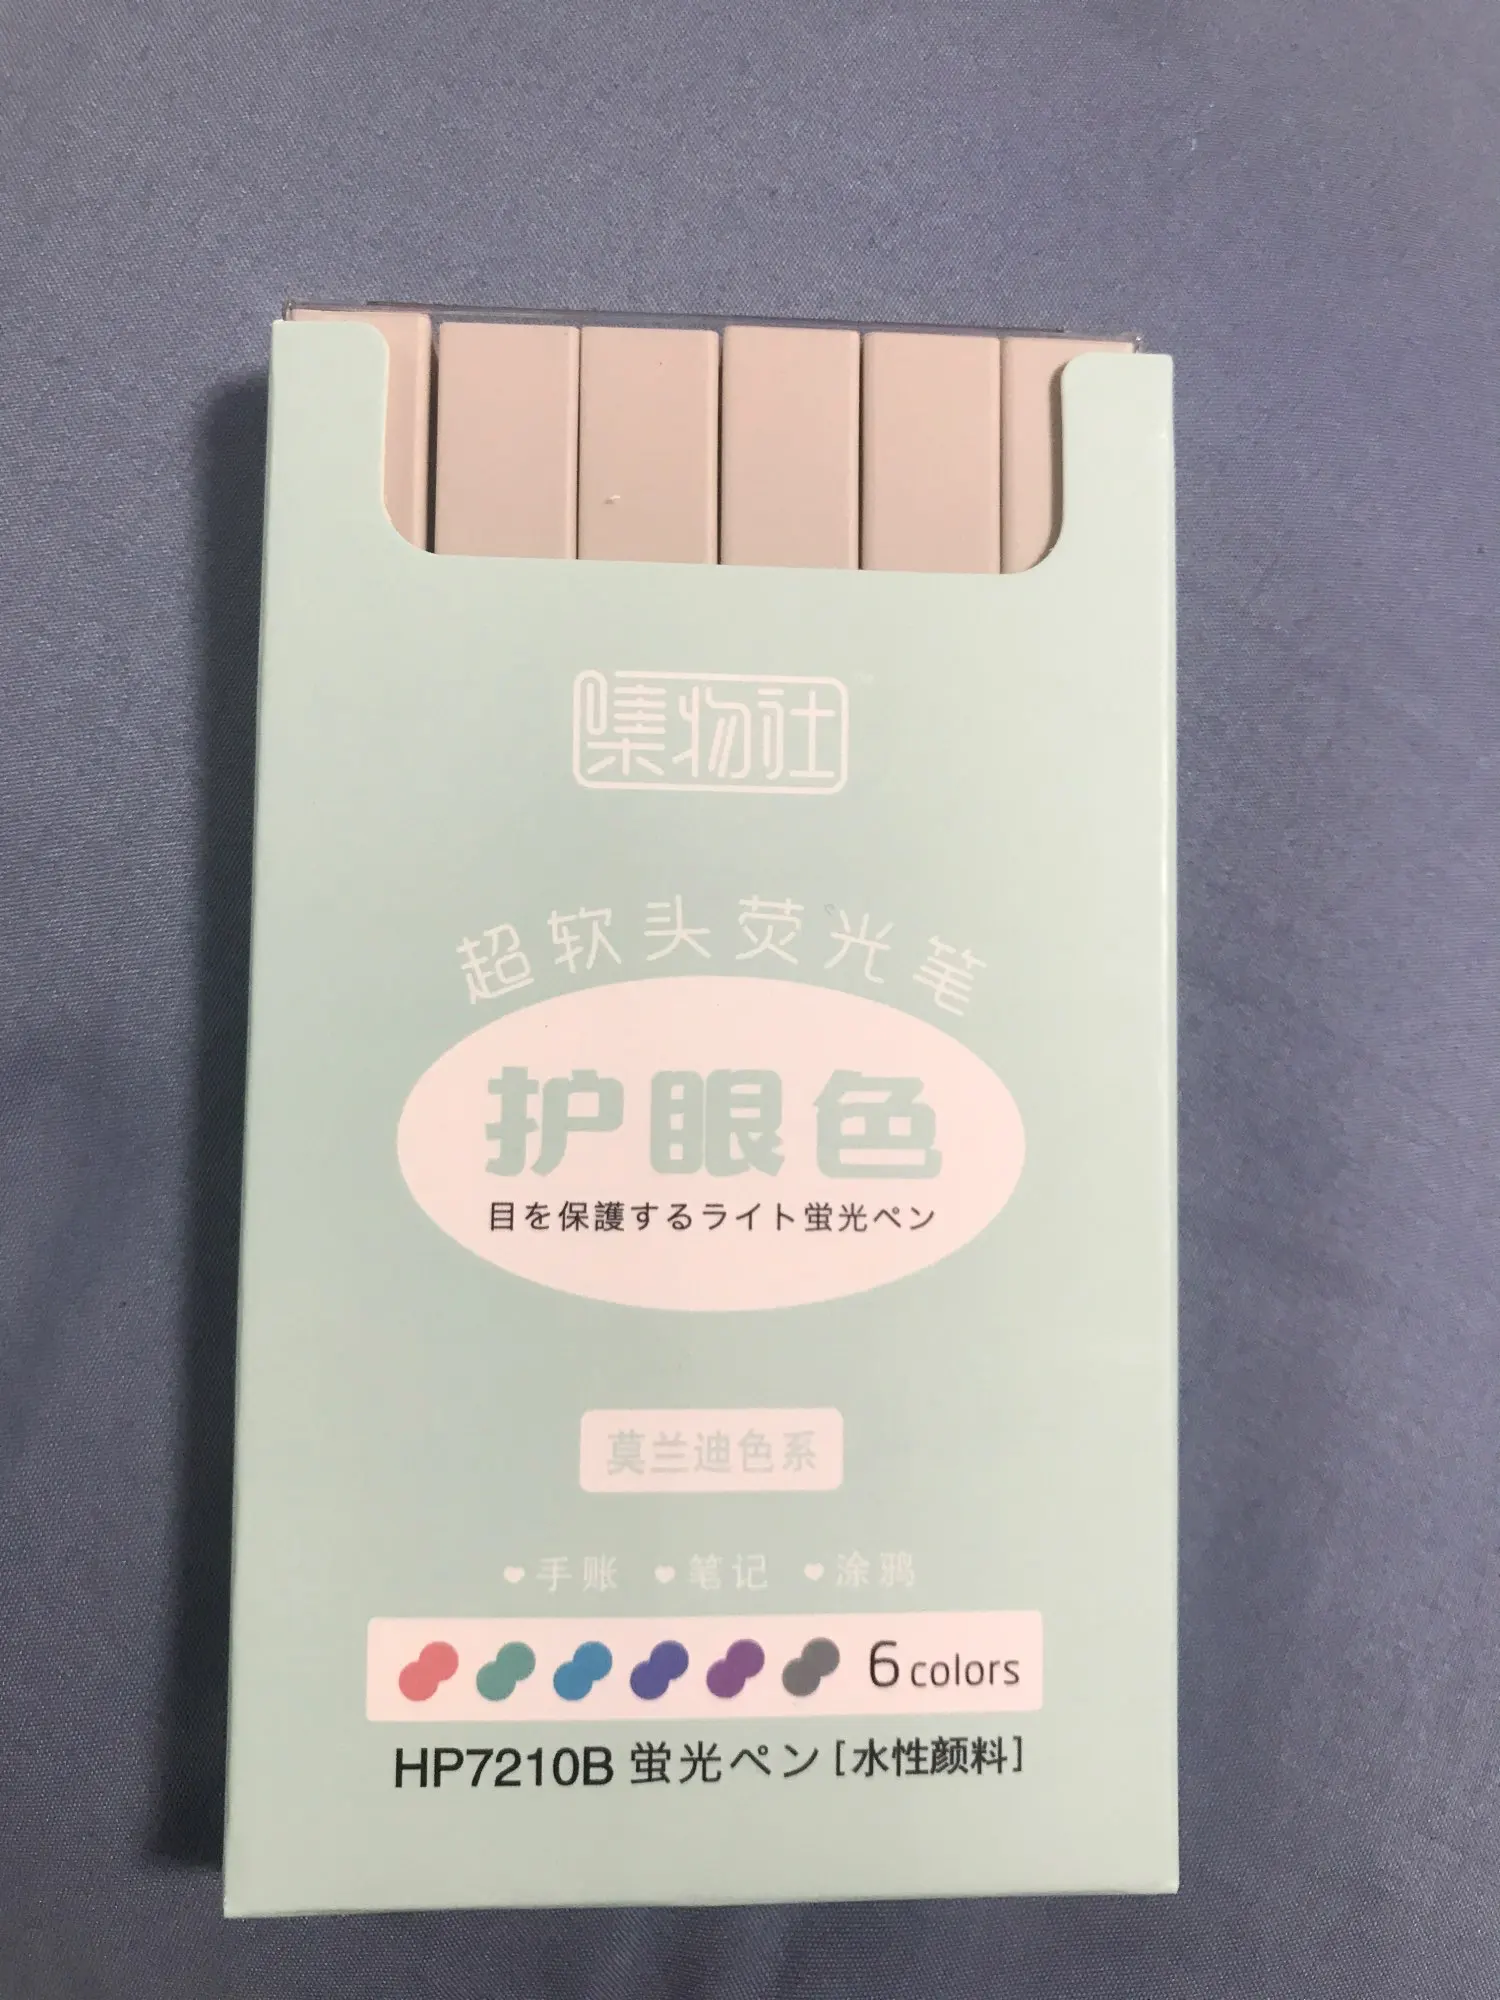 嗪物社
超软头荧光笔
护眼色
目を保護するライト蛍光ペン
莫兰迪色系
手账 笔记 涂鸦
6 colors
HP7210B 蛍光ペン [水性颜料]